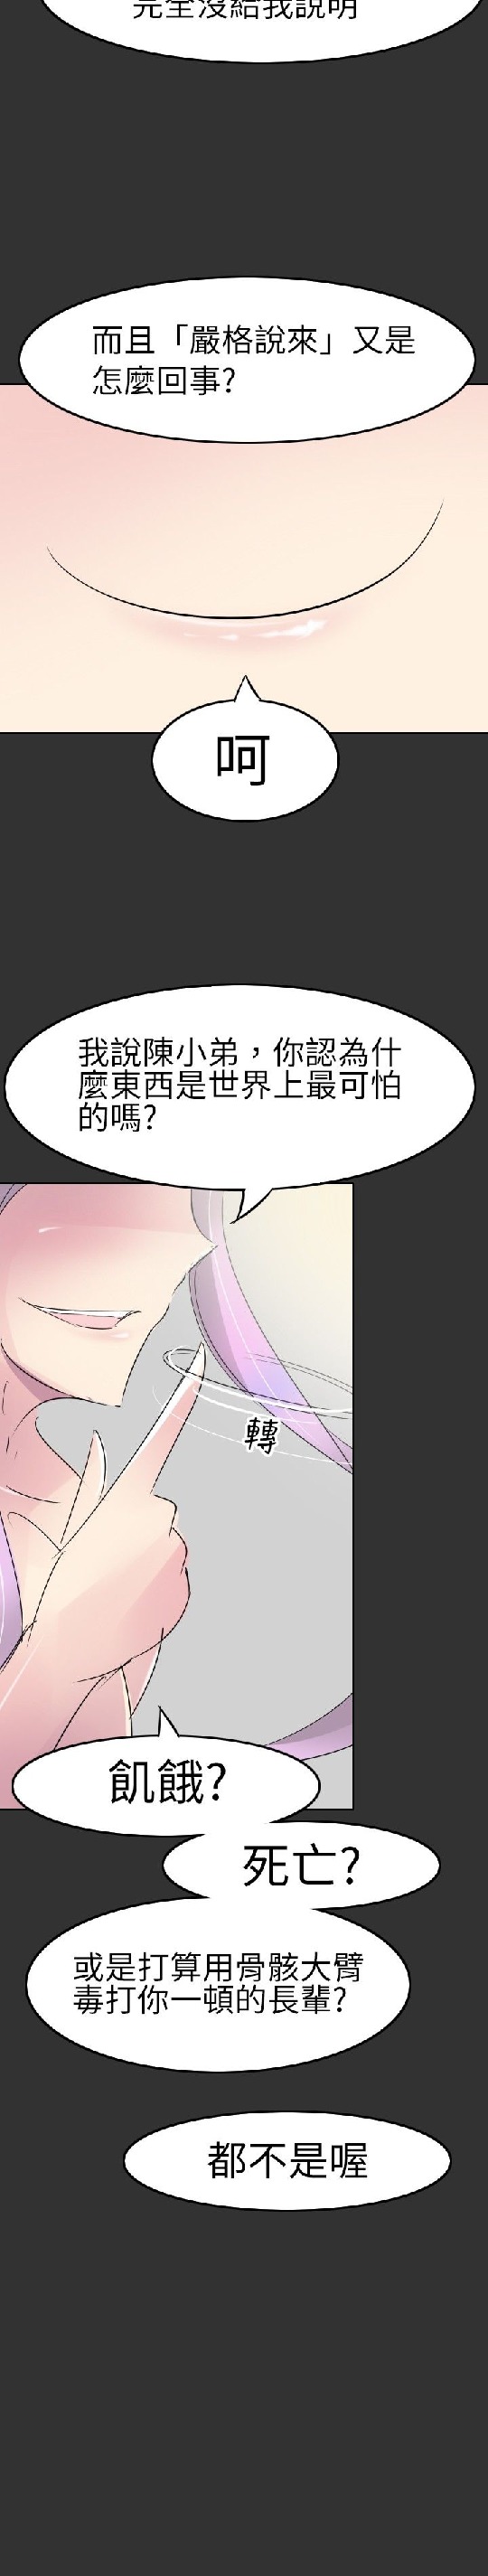 完全沒給我說明
而且「嚴格說來」又是
怎麼回事?
呵
我說陳小弟，你認為什
麼東西是世界上最可怕
的嗎?
轉
飢餓?
死亡?
或是打算用骨骸大臂
毒打你一頓的長輩?
都不是喔